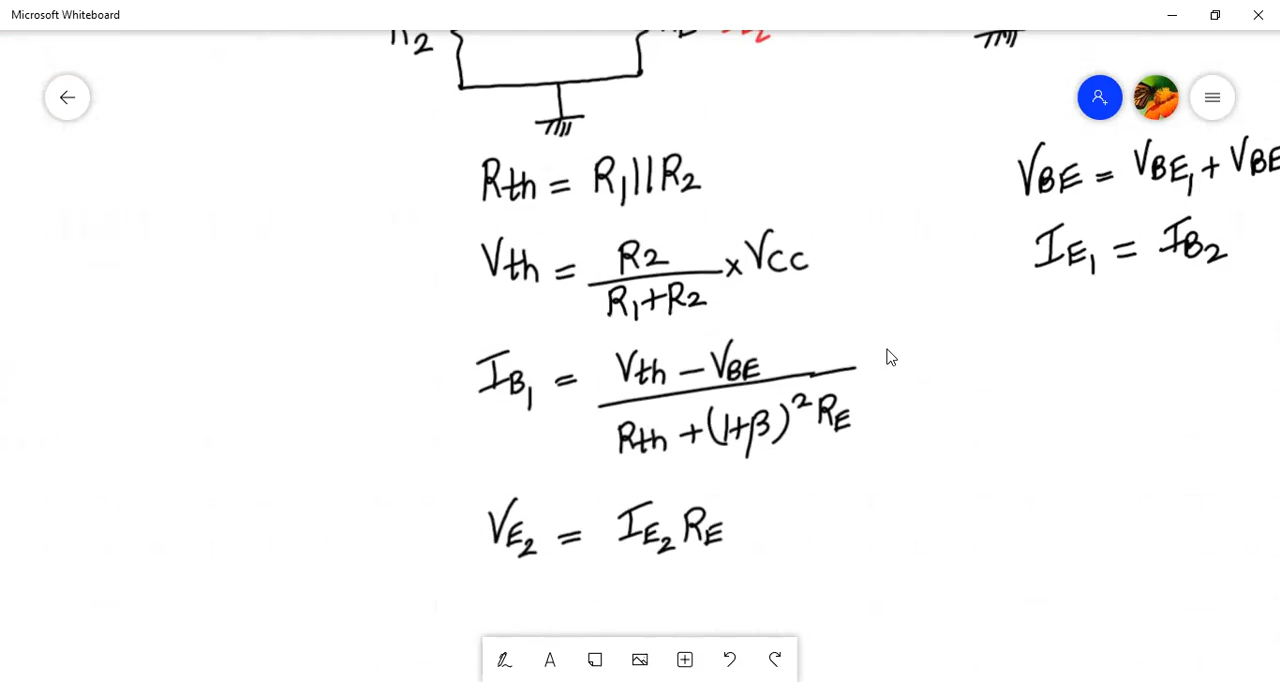 Microsoft Whiteboard
R2
Rth = R1||R2
VBE = VBE1 + VBE
Vth = R2 / R1+R2 × VCC
IE1 = IB2
IB1 = Vth - VBE / Rth + (1+β)² RE
VE2 = IE2 RE
A